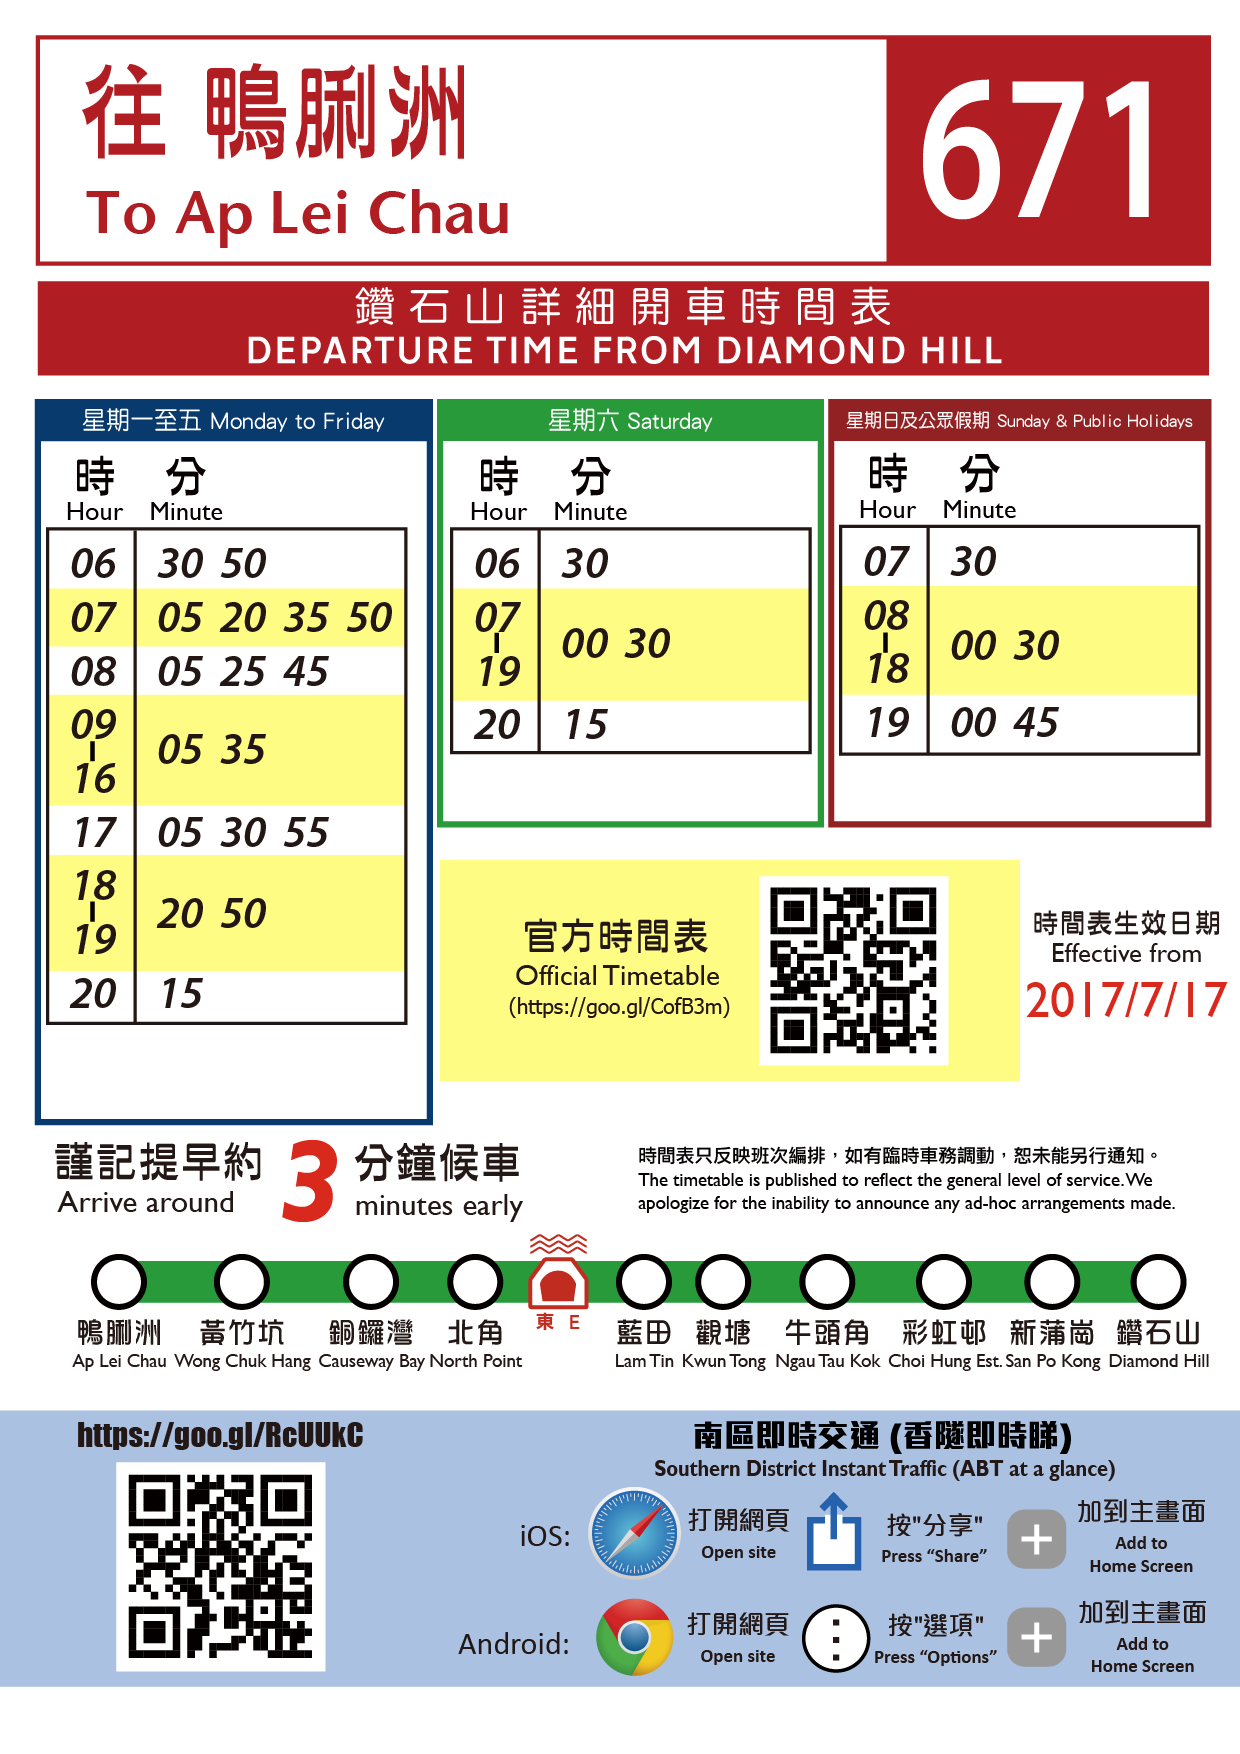 往 鴨脷洲
To Ap Lei Chau
671
鑽石山詳細開車時間表
DEPARTURE TIME FROM DIAMOND HILL
星期一至五 Monday to Friday
時 分
Hour Minute
06 30 50
07 05 20 35 50
08 05 25 45
09
05 35
16
17 05 30 55
18
20 50
19
20 15
星期六 Saturday
時 分
Hour Minute
06 30
07
00 30
19
20 15
星期日及公眾假期 Sunday & Public Holidays
時 分
Hour Minute
07 30
08
00 30
18
19 00 45
官方時間表
Official Timetable
(https://goo.gl/CofB3m)
時間表生效日期
Effective from
2017/7/17
謹記提早約 3 分鐘候車
Arrive around minutes early
時間表只反映班次編排，如有臨時車務調動，恕未能另行通知。
The timetable is published to reflect the general level of service. We
apologize for the inability to announce any ad-hoc arrangements made.
東 E
鴨脷洲 黃竹坑 銅鑼灣 北角 藍田 觀塘 牛頭角 彩虹邨 新蒲崗 鑽石山
Ap Lei Chau Wong Chuk Hang Causeway Bay North Point Lam Tin Kwun Tong Ngau Tau Kok Choi Hung Est. San Po Kong Diamond Hill
https://goo.gl/RcUUkC
南區即時交通 (香隧即時睇)
Southern District Instant Traffic (ABT at a glance)
iOS:
打開網頁
Open site
按"分享"
Press “Share”
加到主畫面
Add to
Home Screen
Android:
打開網頁
Open site
按"選項"
Press “Options”
加到主畫面
Add to
Home Screen